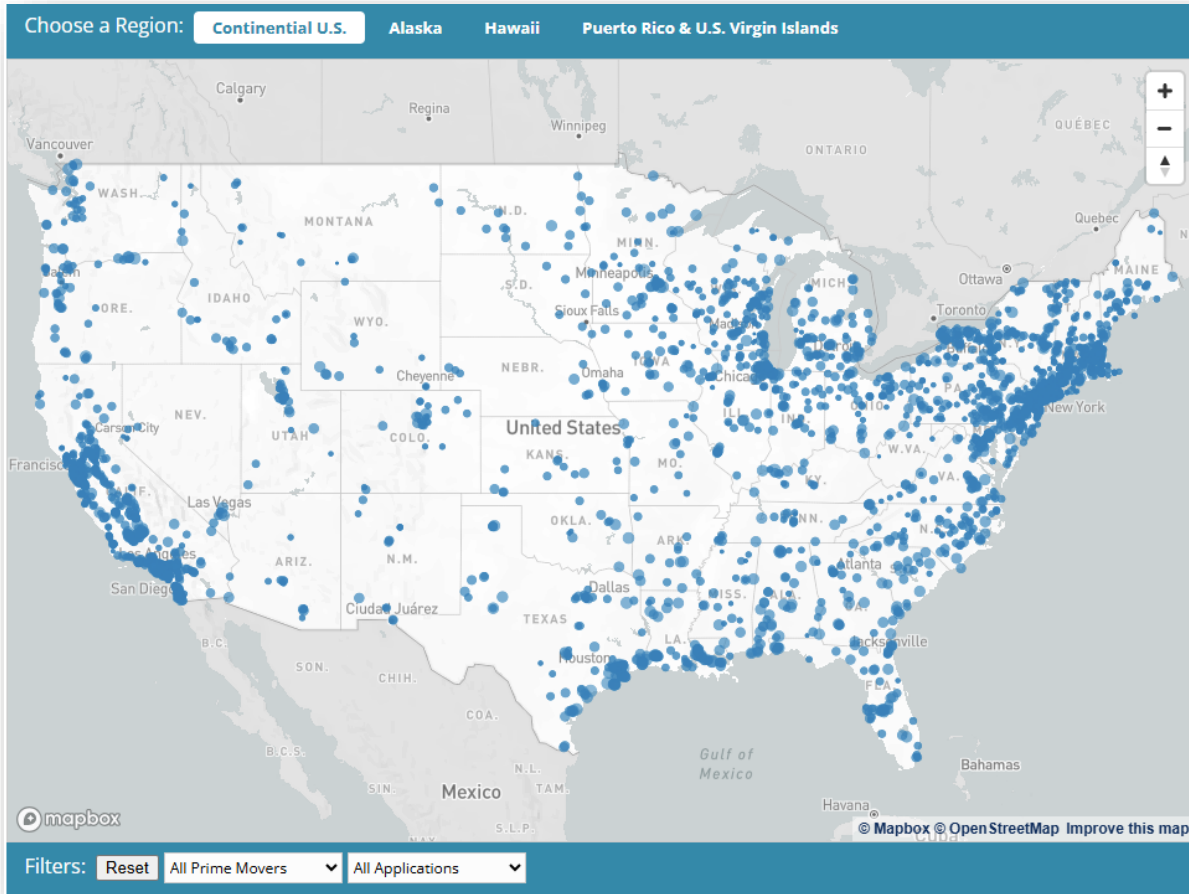 Choose a Region: Continential U.S. Alaska Hawaii Puerto Rico & U.S. Virgin Islands
Calgary
Regina
Winnipeg
Vancouver
ONTARIO
QUÉBEC
WASH.
MONTANA
N.D.
MINN.
Quebec
Ottawa
MAINE
Minneapolis
S.D.
IDAHO
ORE.
MICH
Toronto
WYO.
Sioux Falls
Madison
N.Y.
Cheyenne
NEBR.
Omaha
IOWA
Chicago
PA.
New York
NEV.
Carson City
UTAH
COLO.
United States
ILL.
IND.
OHIO
W.VA.
KANS.
MO.
KY.
VA.
Francisco
CALIF.
Las Vegas
OKLA.
ARK.
TENN.
N.
Los Angeles
ARIZ.
N.M.
Atlanta
San Diego
Dallas
MISS.
ALA.
GA.
Ciudad Juárez
TEXAS
LA.
Jacksonville
B.C.
SON.
CHIH.
Houston
FLA.
COA.
B.C.S.
Gulf of
Mexico
Bahamas
N.L.
SIN.
Mexico
TAM.
Havana
mapbox
S.L.P.
© Mapbox © OpenStreetMap Improve this map
Cuba
Filters: Reset All Prime Movers All Applications